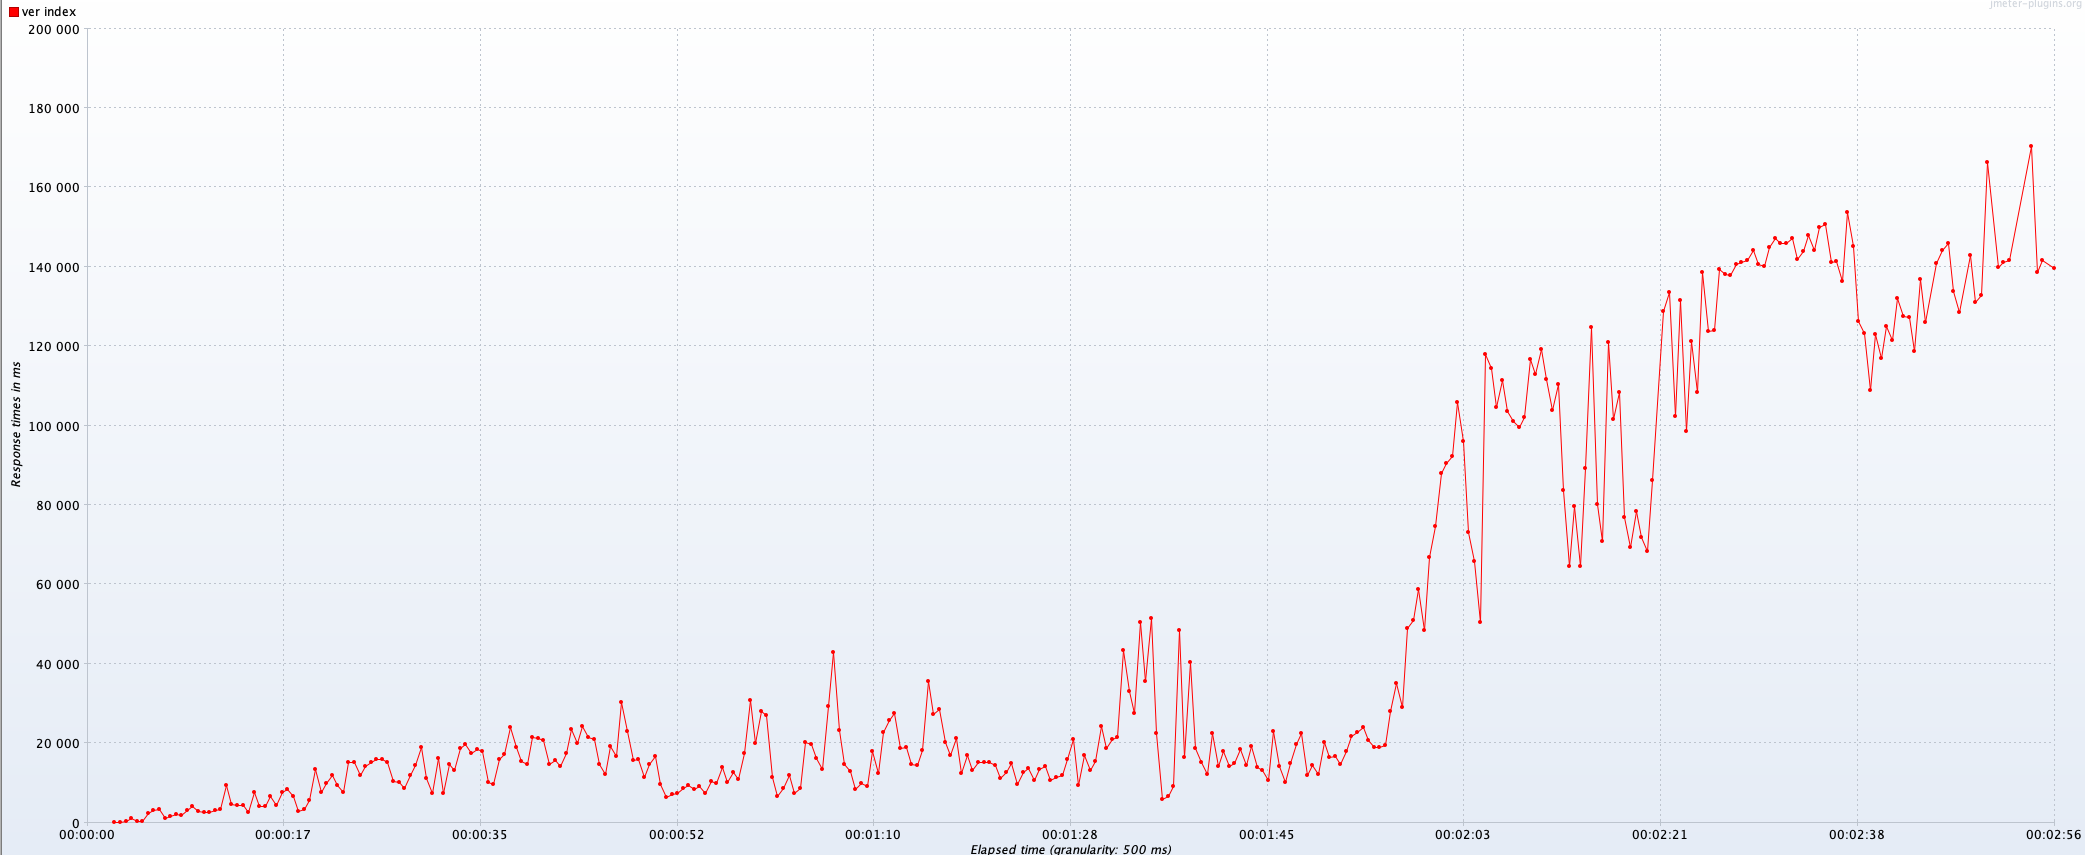 jmeter-plugins.org
ver index
200 000
180 000
160 000
140 000
120 000
100 000
80 000
60 000
40 000
20 000
0
Response times in ms
00:00:00 00:00:17 00:00:35 00:00:52 00:01:10 00:01:28 00:01:45 00:02:03 00:02:21 00:02:38 00:02:56
Elapsed time (granularity: 500 ms)